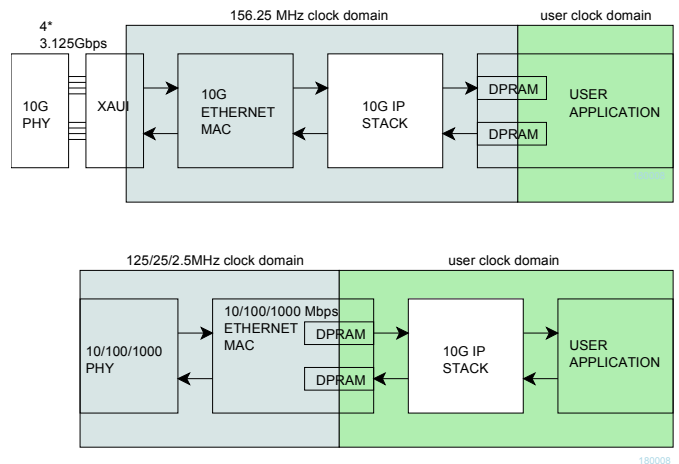 156.25 MHz clock domain
user clock domain
4*
3.125Gbps
10G
PHY
XAUI
10G
ETHERNET
MAC
10G IP
STACK
DPRAM
DPRAM
USER
APPLICATION
180008
125/25/2.5MHz clock domain
user clock domain
10/100/1000
PHY
10/100/1000 Mbps
ETHERNET
MAC
DPRAM
DPRAM
10G IP
STACK
USER
APPLICATION
180008